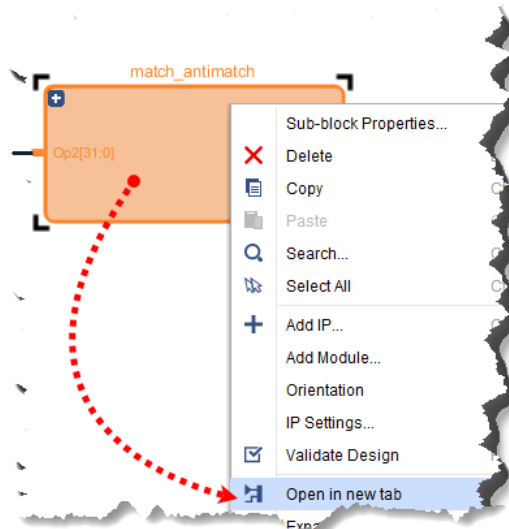 match_antimatch
Op2[31:0]
Sub-block Properties...
Delete
Copy
Paste
Search...
Select All
Add IP...
Add Module...
Orientation
IP Settings...
Validate Design
Open in new tab